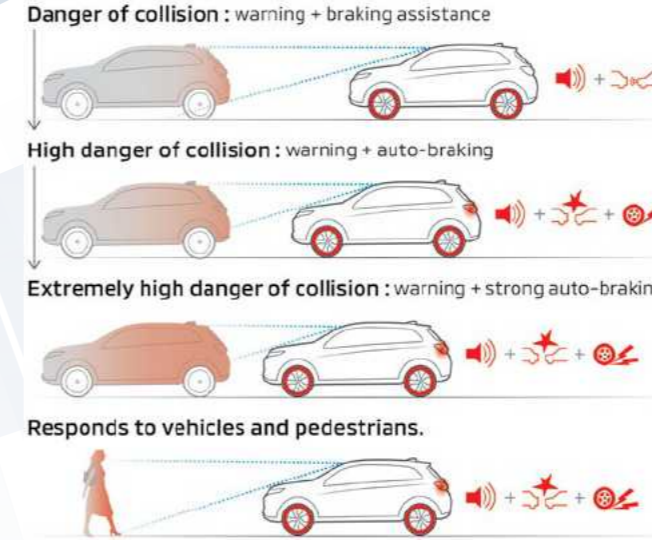 Danger of collision : warning + braking assistance
High danger of collision : warning + auto-braking
Extremely high danger of collision : warning + strong auto-brakin
Responds to vehicles and pedestrians.